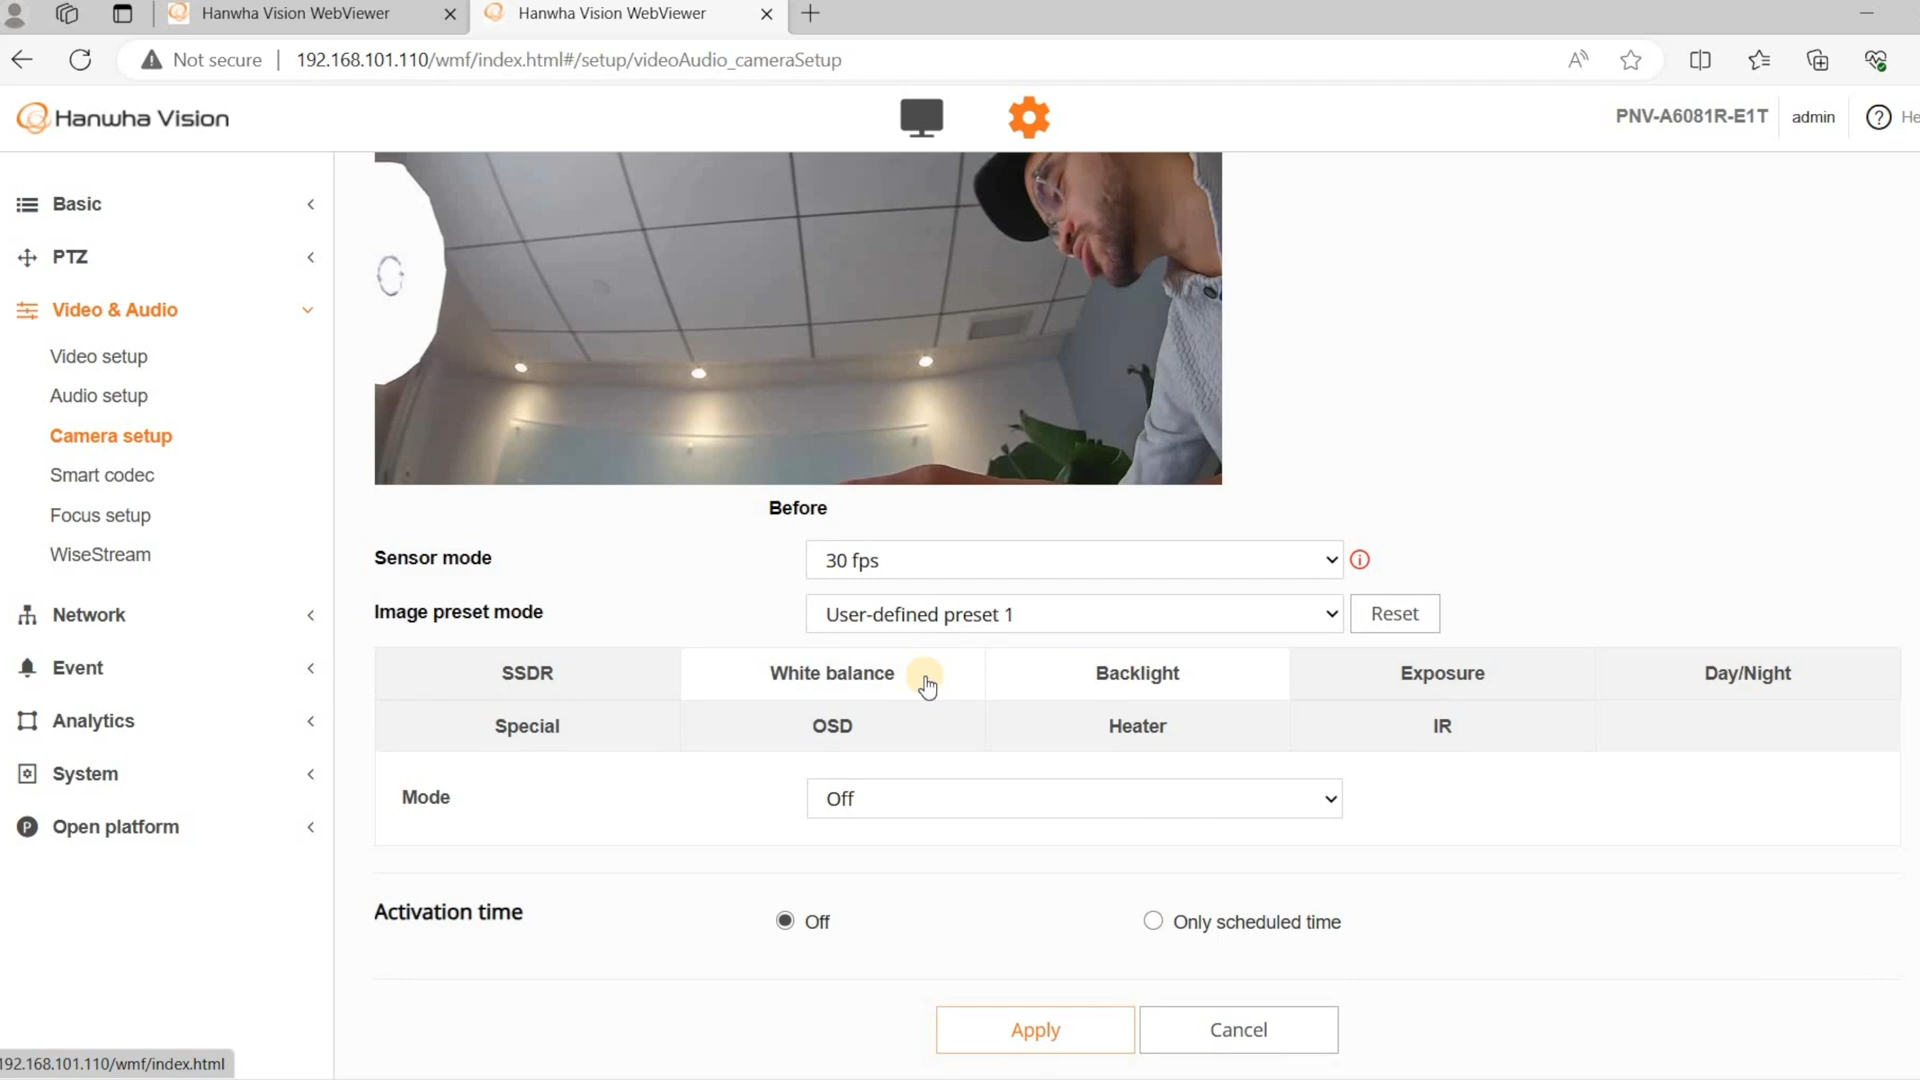 Hanwha Vision WebViewer
Hanwha Vision WebViewer
Not secure
192.168.101.110/wmf/index.html#/setup/videoAudio_cameraSetup
Hanwha Vision
PNV-A6081R-E1T
admin
He
Basic
PTZ
Video & Audio
Video setup
Audio setup
Camera setup
Smart codec
Focus setup
WiseStream
Network
Event
Analytics
System
Open platform
Before
Sensor mode 30 fps
Image preset mode User-defined preset 1 Reset
SSDR White balance Backlight Exposure Day/Night
Special OSD Heater IR
Mode Off
Activation time Off Only scheduled time
Apply Cancel
192.168.101.110/wmf/index.html